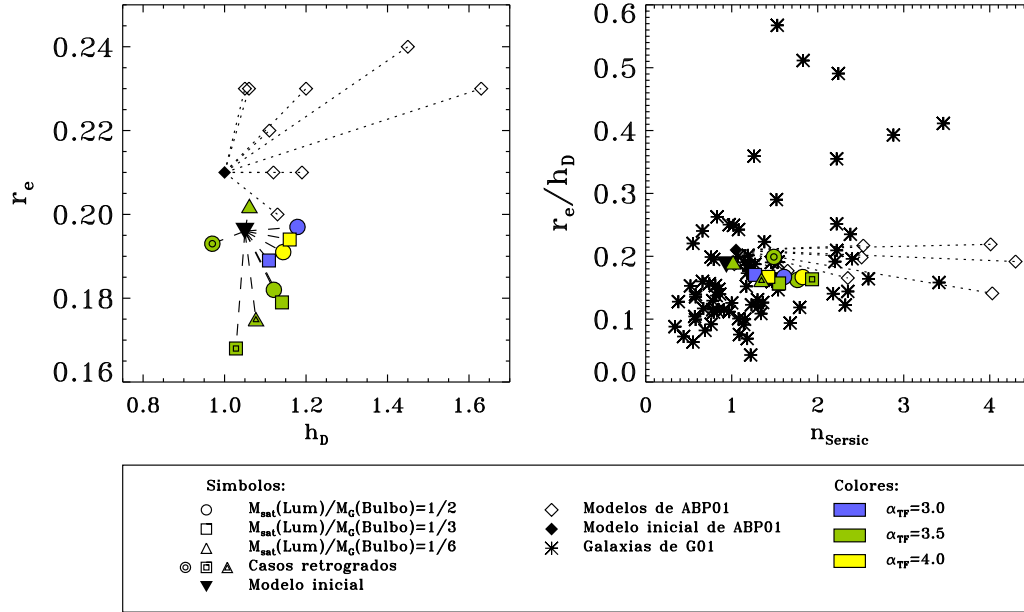 0.24
0.22
0.20
0.18
0.16
r_e
0.8 1.0 1.2 1.4 1.6
h_D
0.6
0.5
0.4
0.3
0.2
0.1
0.0
r_e/h_D
0 1 2 3 4
n_Sersic
Simbolos:
M_sat(Lum)/M_G(Bulbo)=1/2
M_sat(Lum)/M_G(Bulbo)=1/3
M_sat(Lum)/M_G(Bulbo)=1/6
Casos retrogrados
Modelo inicial
Modelos de ABP01
Modelo inicial de ABP01
Galaxias de G01
Colores:
α_TF=3.0
α_TF=3.5
α_TF=4.0